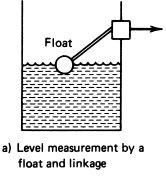 Float
a) Level measurement by a
float and linkage